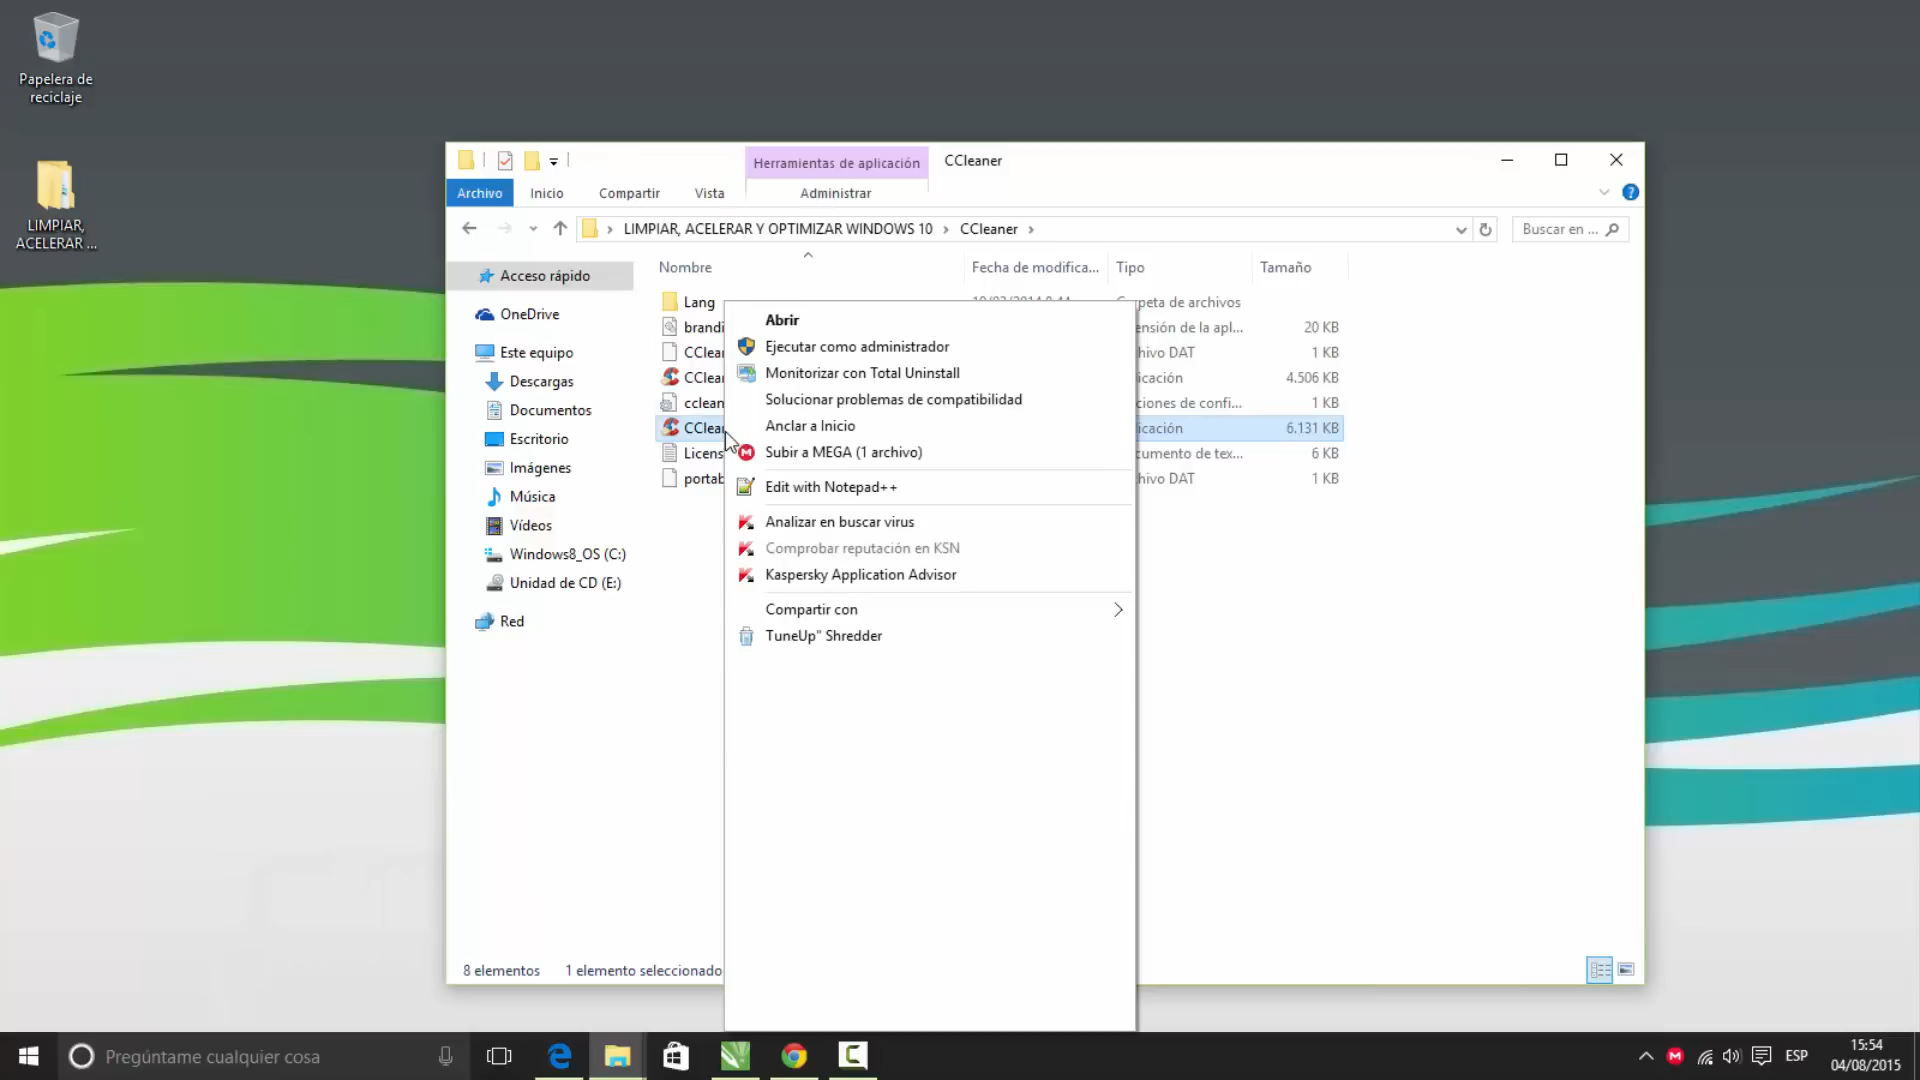 Papelera de
reciclaje
LIMPIAR,
ACELERAR ...
Herramientas de aplicación
CCleaner
Archivo
Inicio
Compartir
Vista
Administrar
LIMPIAR, ACELERAR Y OPTIMIZAR WINDOWS 10 > CCleaner >
Buscar en ...
Nombre
Fecha de modifica...
Tipo
Tamaño
Acceso rápido
OneDrive
Este equipo
Descargas
Documentos
Escritorio
Imágenes
Música
Vídeos
Windows8_OS (C:)
Unidad de CD (E:)
Red
Lang
peta de archivos
brandi
ensión de la apl...
20 KB
CClear
hivo DAT
1 KB
CClear
icación
4.506 KB
cclean
ciones de confi...
1 KB
CClear
icación
6.131 KB
Licens
cumento de tex...
6 KB
portab
hivo DAT
1 KB
Abrir
Ejecutar como administrador
Monitorizar con Total Uninstall
Solucionar problemas de compatibilidad
Anclar a Inicio
Subir a MEGA (1 archivo)
Edit with Notepad++
Analizar en buscar virus
Comprobar reputación en KSN
Kaspersky Application Advisor
Compartir con
TuneUp" Shredder
8 elementos
1 elemento seleccionado
Pregúntame cualquier cosa
ESP
15:54
04/08/2015